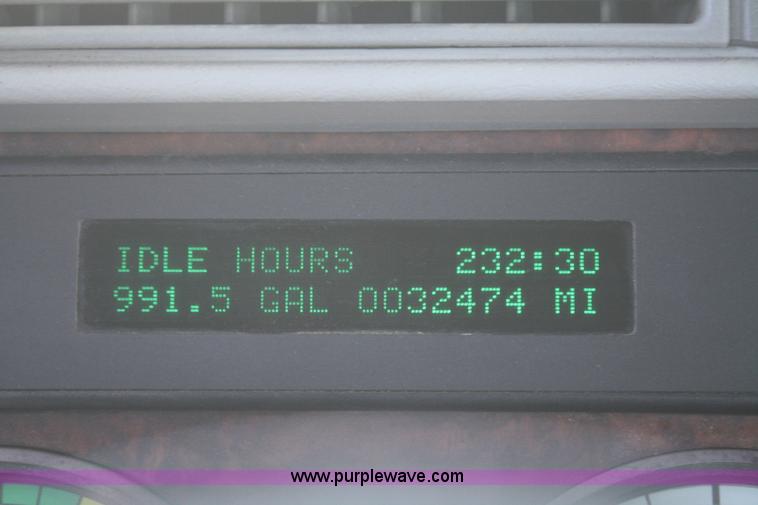 IDLE HOURS 232:30
991.5 GAL 0032474 MI
www.purplewave.com